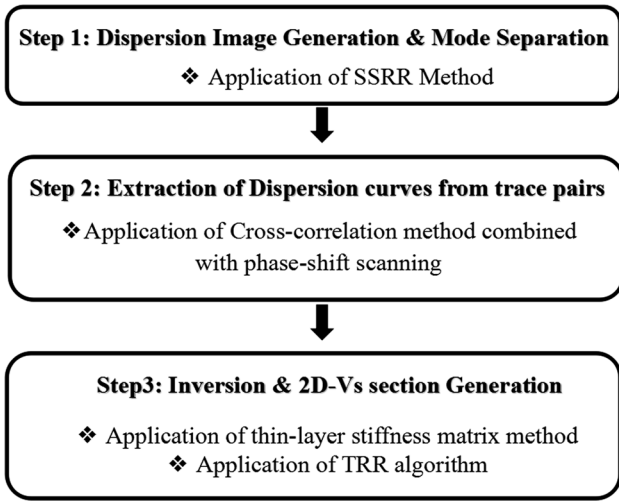 Step 1: Dispersion Image Generation & Mode Separation
❖ Application of SSRR Method
Step 2: Extraction of Dispersion curves from trace pairs
❖Application of Cross-correlation method combined
with phase-shift scanning
Step3: Inversion & 2D-Vs section Generation
❖ Application of thin-layer stiffness matrix method
❖ Application of TRR algorithm